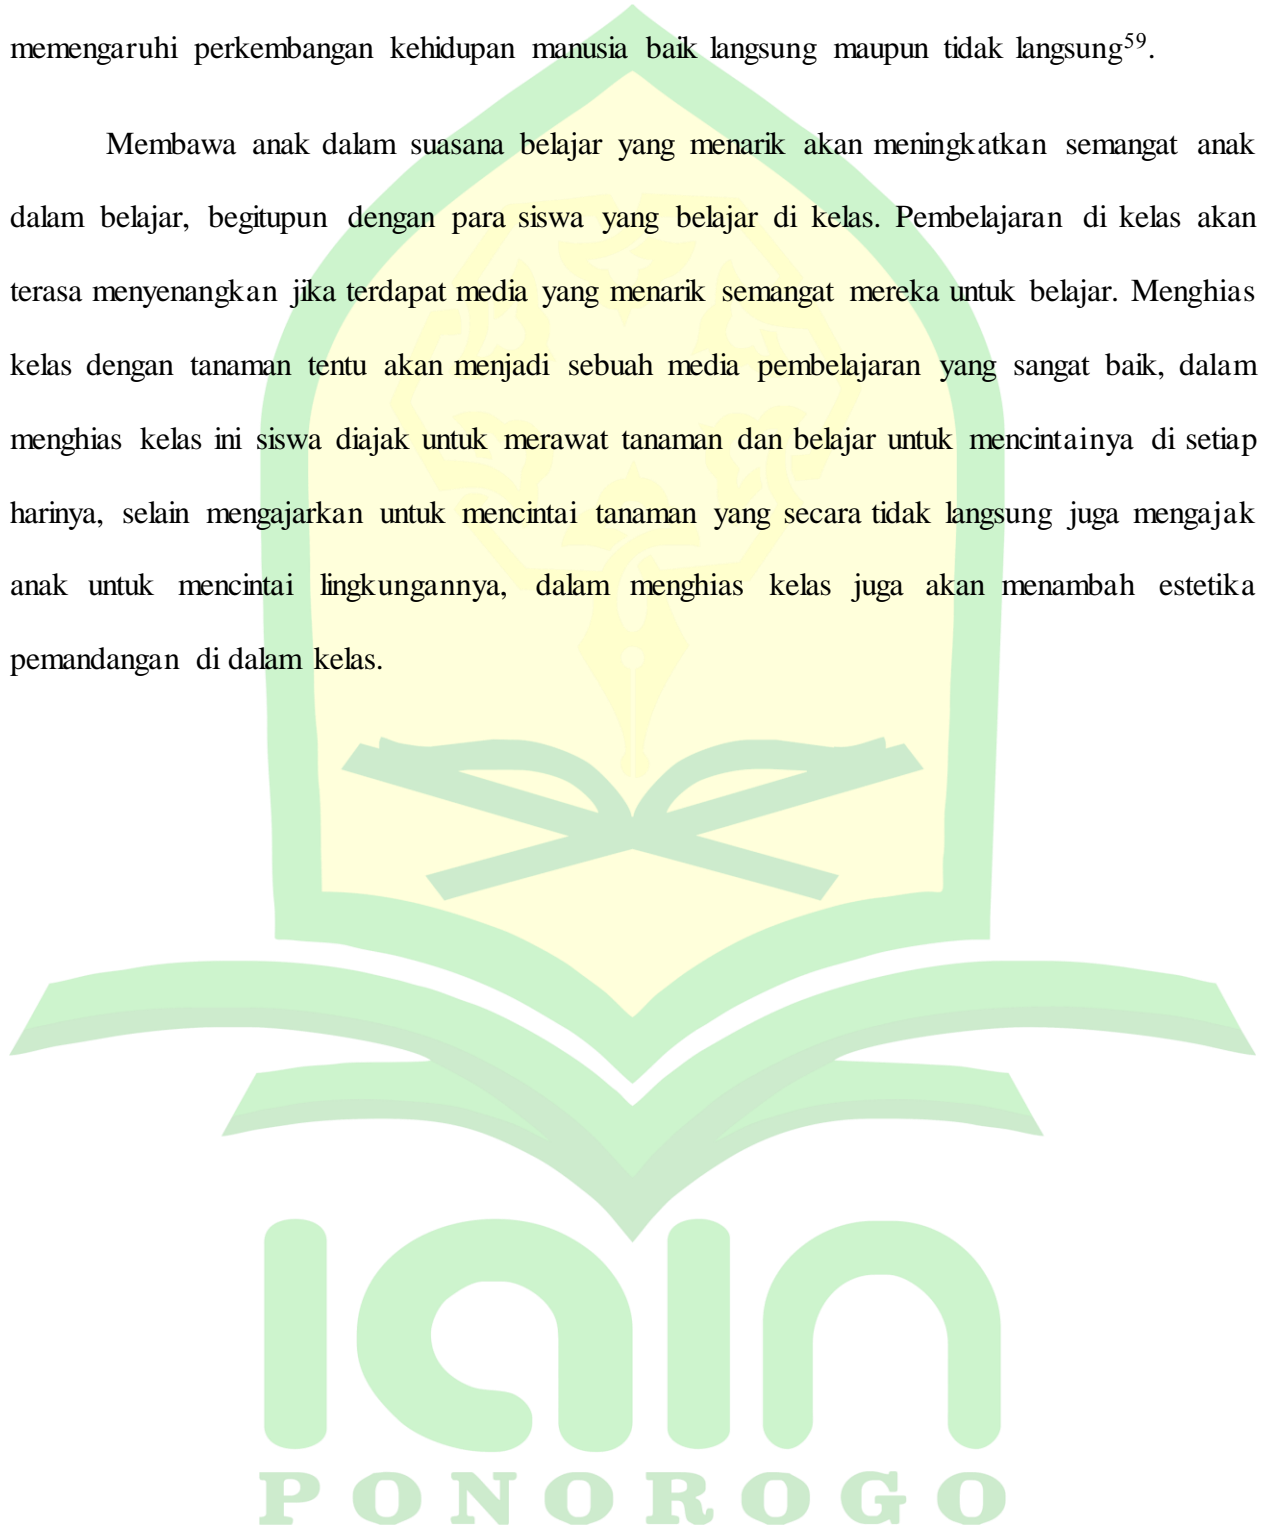 memengaruhi perkembangan kehidupan manusia baik langsung maupun tidak langsung⁵⁹.
Membawa anak dalam suasana belajar yang menarik akan meningkatkan semangat anak
dalam belajar, begitupun dengan para siswa yang belajar di kelas. Pembelajaran di kelas akan
terasa menyenangkan jika terdapat media yang menarik semangat mereka untuk belajar. Menghias
kelas dengan tanaman tentu akan menjadi sebuah media pembelajaran yang sangat baik, dalam
menghias kelas ini siswa diajak untuk merawat tanaman dan belajar untuk mencintainya di setiap
harinya, selain mengajarkan untuk mencintai tanaman yang secara tidak langsung juga mengajak
anak untuk mencintai lingkungannya, dalam menghias kelas juga akan menambah estetika
pemandangan di dalam kelas.
iain
PONOROGO